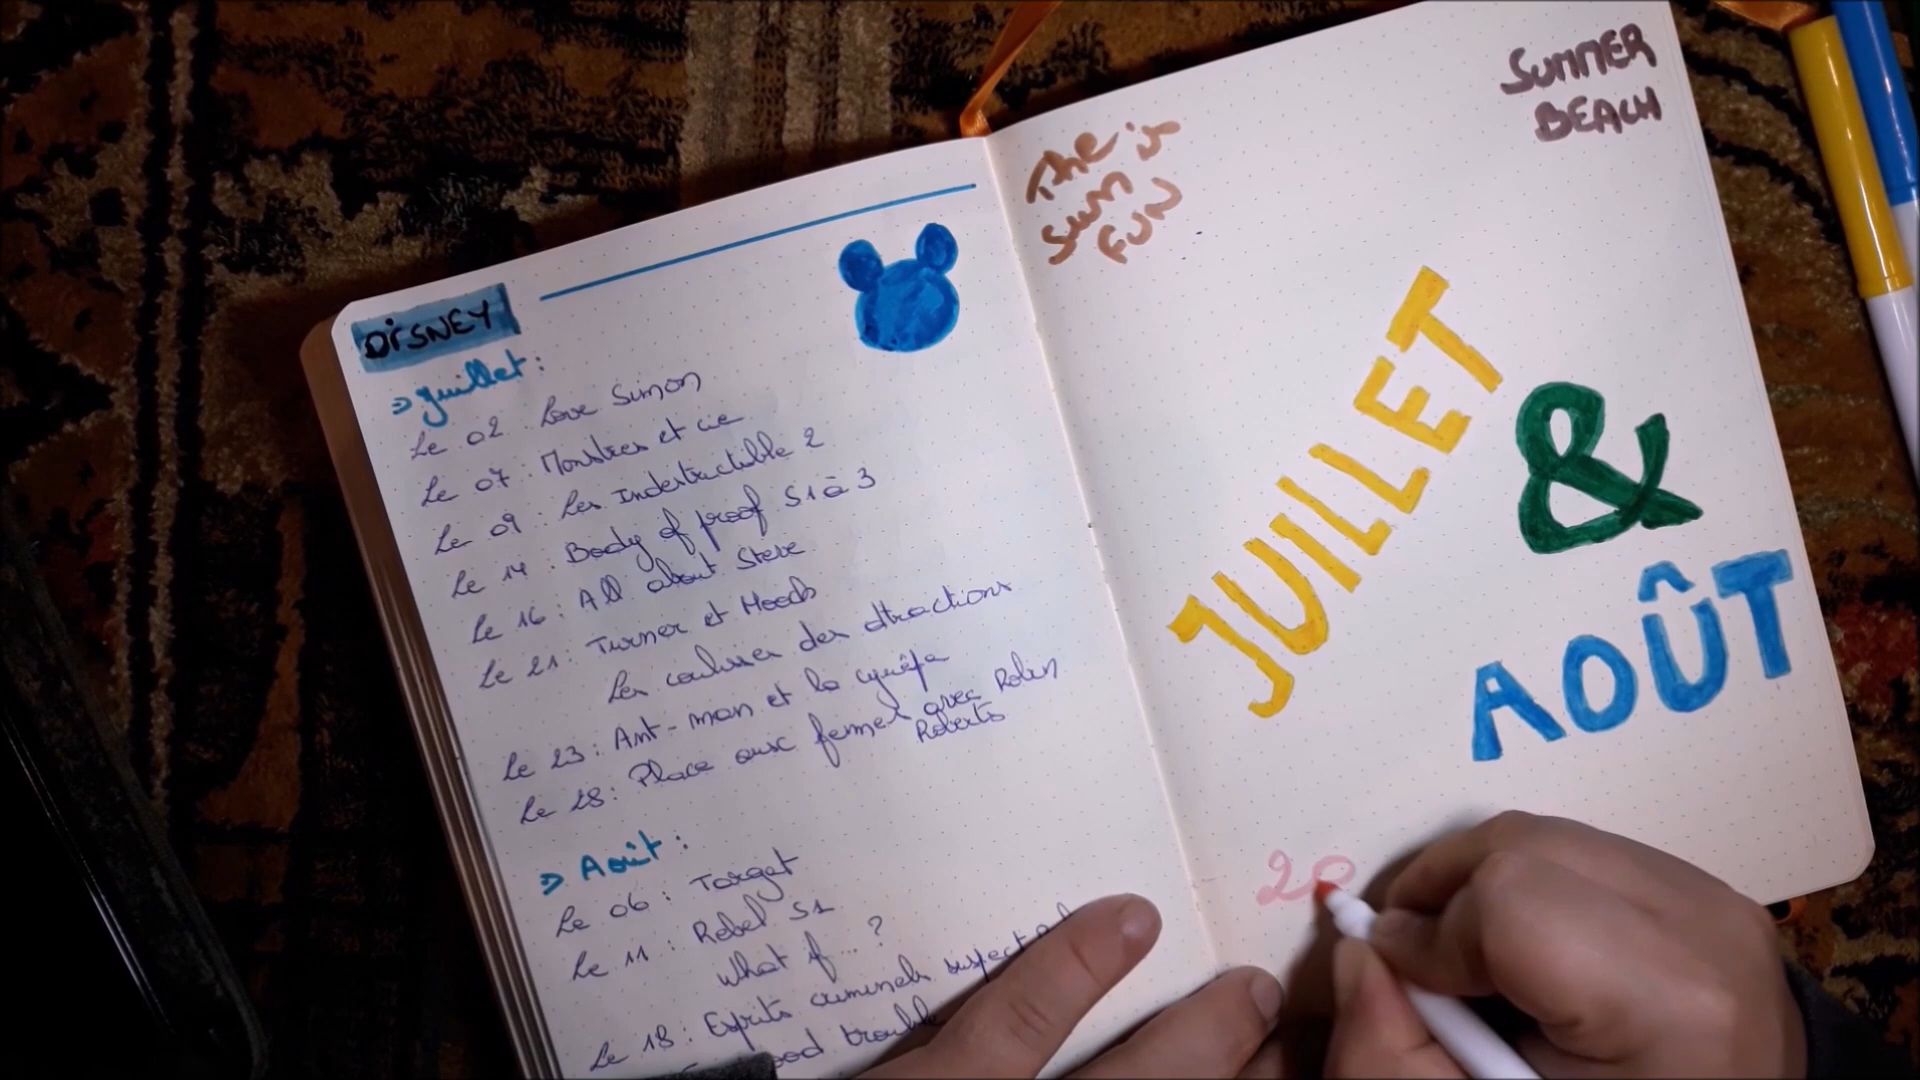 DISNEY
=> Juillet :
Le 02 : Love Simon
Le 07 : Monstres et cie
Le 09 : Les Indestructible 2
Le 14 : Body of proof S1 à 3
Le 16 : All about Steve
Le 21 : Turner et Hooch
Les coulisses des attractions
Le 23 : Ant-man et la guêpe
Le 28 : Place aux femmes avec Robin
Roberts
=> Août :
Le 06 : Target
Le 11 : Rebel S1
What if...?
Le 18 : Esprits criminels suspect
good trouble
The is
Sun
FUN
SUMMER
BEACH
JUILLET
&
AOÛT
20